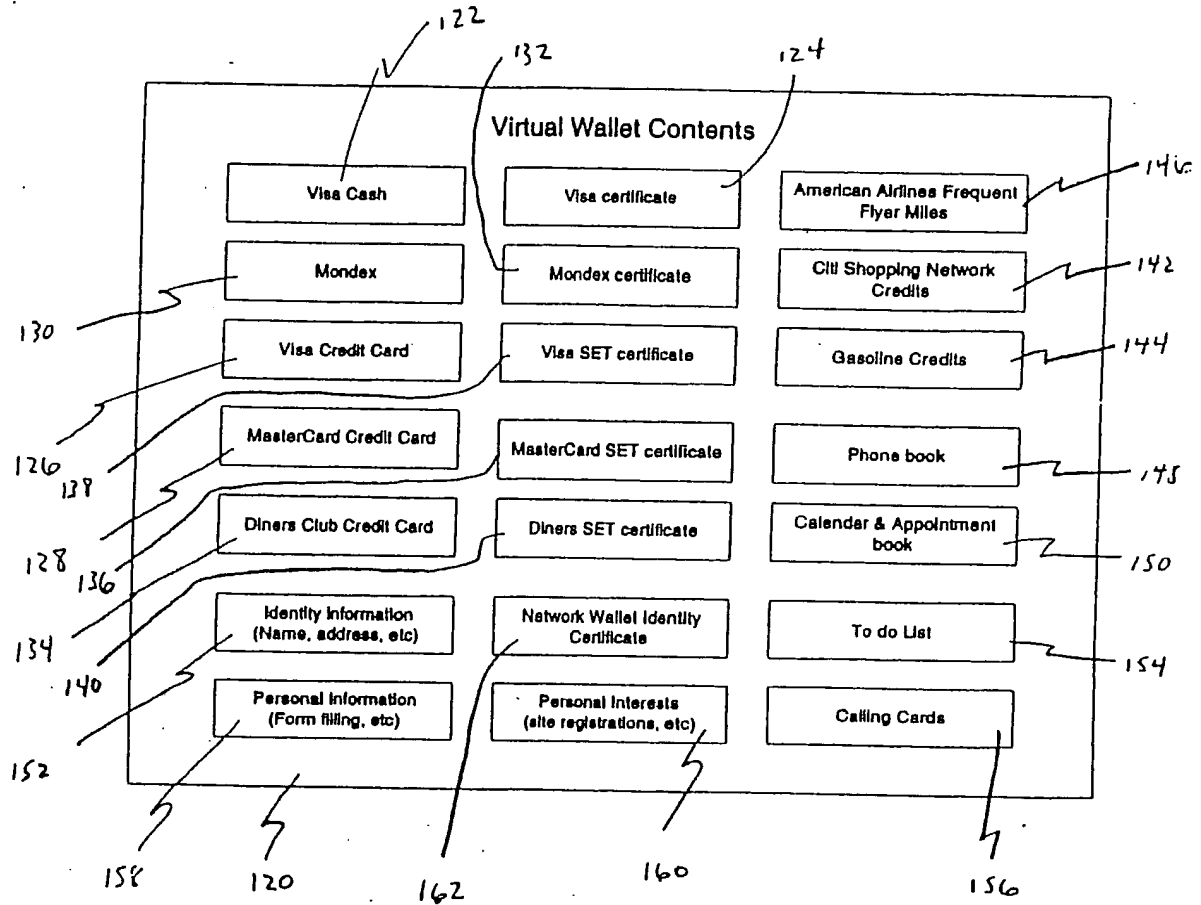 122
132
124
Virtual Wallet Contents
Visa Cash
Visa certificate
American Airlines Frequent
Flyer Miles
146
Mondex
Mondex certificate
Citi Shopping Network
Credits
142
130
Visa Credit Card
Visa SET certificate
Gasoline Credits
144
126
138
MasterCard Credit Card
MasterCard SET certificate
Phone book
148
128
136
Diners Club Credit Card
Diners SET certificate
Calendar & Appointment
book
150
134
140
Identity Information
(Name, address, etc)
Network Wallet Identity
Certificate
To do List
154
152
Personal Information
(Form filling, etc)
Personal Interests
(site registrations, etc)
Calling Cards
158
120
162
160
156